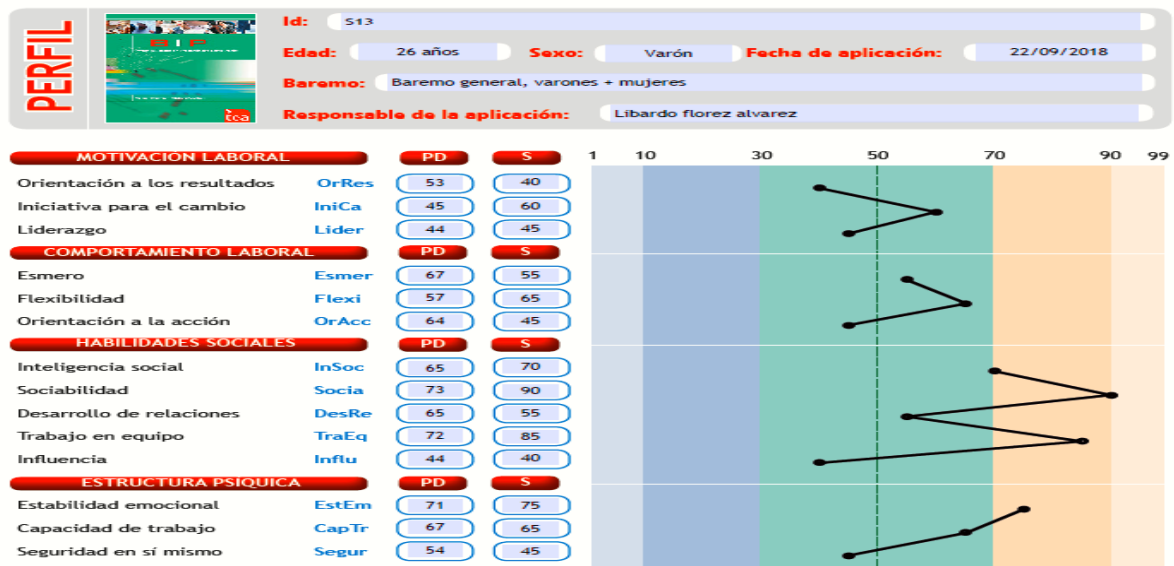 PERFIL
BIP
tea
Id: S13
Edad: 26 años Sexo: Varón Fecha de aplicación: 22/09/2018
Baremo: Baremo general, varones + mujeres
Responsable de la aplicación: Libardo florez alvarez
MOTIVACIÓN LABORAL PD S 1 10 30 50 70 90 99
Orientación a los resultados OrRes 53 40
Iniciativa para el cambio IniCa 45 60
Liderazgo Lider 44 45
COMPORTAMIENTO LABORAL PD S
Esmero Esmer 67 55
Flexibilidad Flexi 57 65
Orientación a la acción OrAcc 64 45
HABILIDADES SOCIALES PD S
Inteligencia social InSoc 65 70
Sociabilidad Socia 73 90
Desarrollo de relaciones DesRe 65 55
Trabajo en equipo TraEq 72 85
Influencia Influ 44 40
ESTRUCTURA PSÍQUICA PD S
Estabilidad emocional EstEm 71 75
Capacidad de trabajo CapTr 67 65
Seguridad en sí mismo Segur 54 45